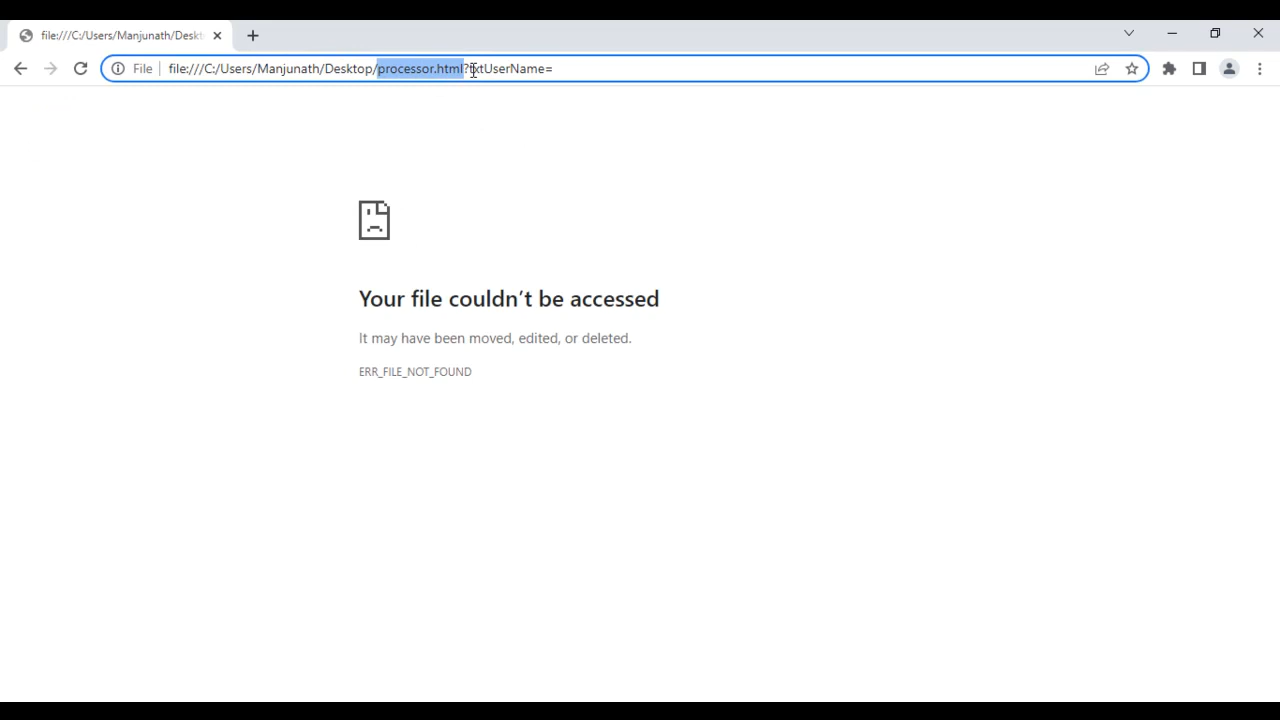 file:///C:/Users/Manjunath/Deskt
File
file:///C:/Users/Manjunath/Desktop/processor.html?txtUserName=
Your file couldn't be accessed
It may have been moved, edited, or deleted.
ERR_FILE_NOT_FOUND